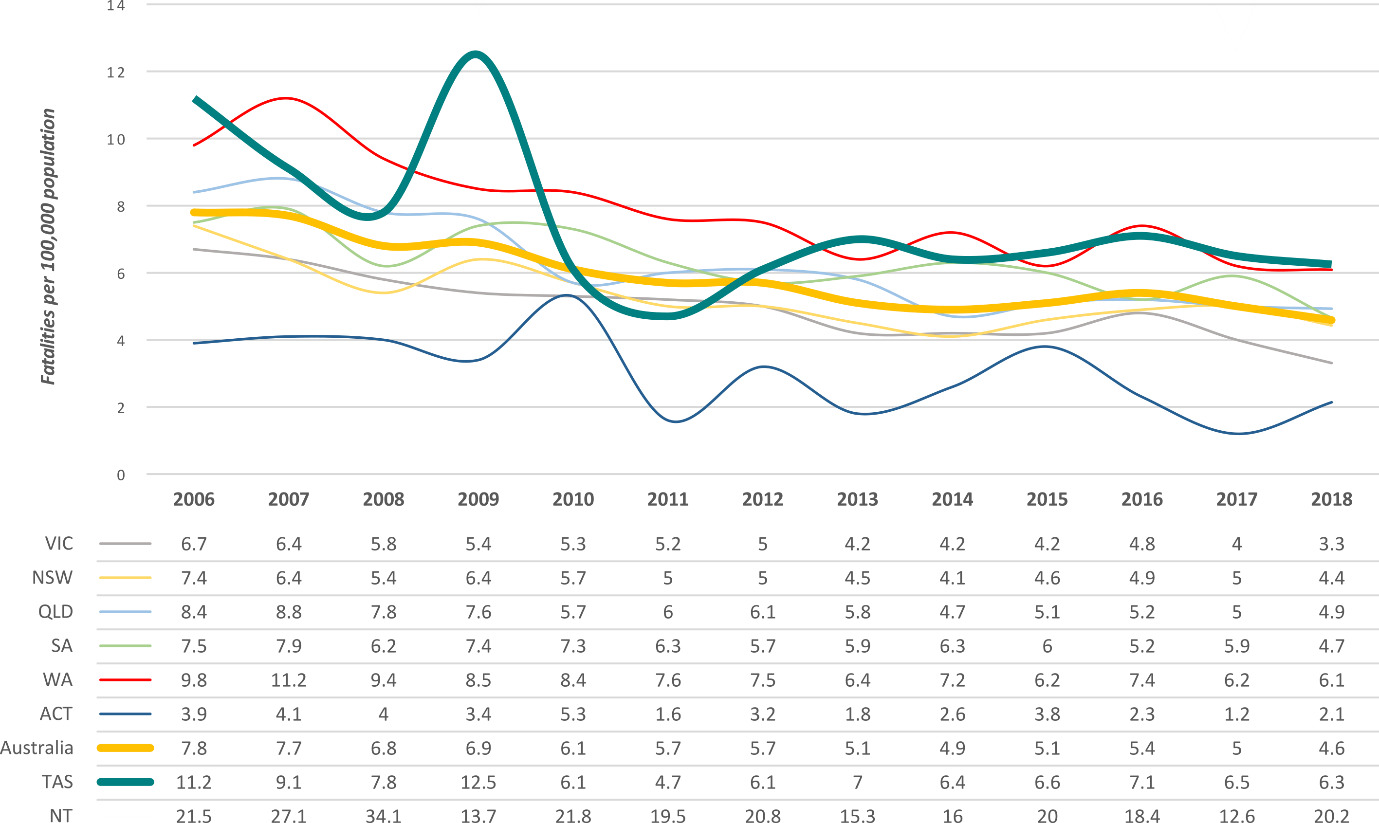 14
12
10
8
6
4
2
0
Fatalities per 100,000 population
2006 2007 2008 2009 2010 2011 2012 2013 2014 2015 2016 2017 2018
VIC 6.7 6.4 5.8 5.4 5.3 5.2 5 4.2 4.2 4.2 4.8 4 3.3
NSW 7.4 6.4 5.4 6.4 5.7 5 5 4.5 4.1 4.6 4.9 5 4.4
QLD 8.4 8.8 7.8 7.6 5.7 6 6.1 5.8 4.7 5.1 5.2 5 4.9
SA 7.5 7.9 6.2 7.4 7.3 6.3 5.7 5.9 6.3 6 5.2 5.9 4.7
WA 9.8 11.2 9.4 8.5 8.4 7.6 7.5 6.4 7.2 6.2 7.4 6.2 6.1
ACT 3.9 4.1 4 3.4 5.3 1.6 3.2 1.8 2.6 3.8 2.3 1.2 2.1
Australia 7.8 7.7 6.8 6.9 6.1 5.7 5.7 5.1 4.9 5.1 5.4 5 4.6
TAS 11.2 9.1 7.8 12.5 6.1 4.7 6.1 7 6.4 6.6 7.1 6.5 6.3
NT 21.5 27.1 34.1 13.7 21.8 19.5 20.8 15.3 16 20 18.4 12.6 20.2